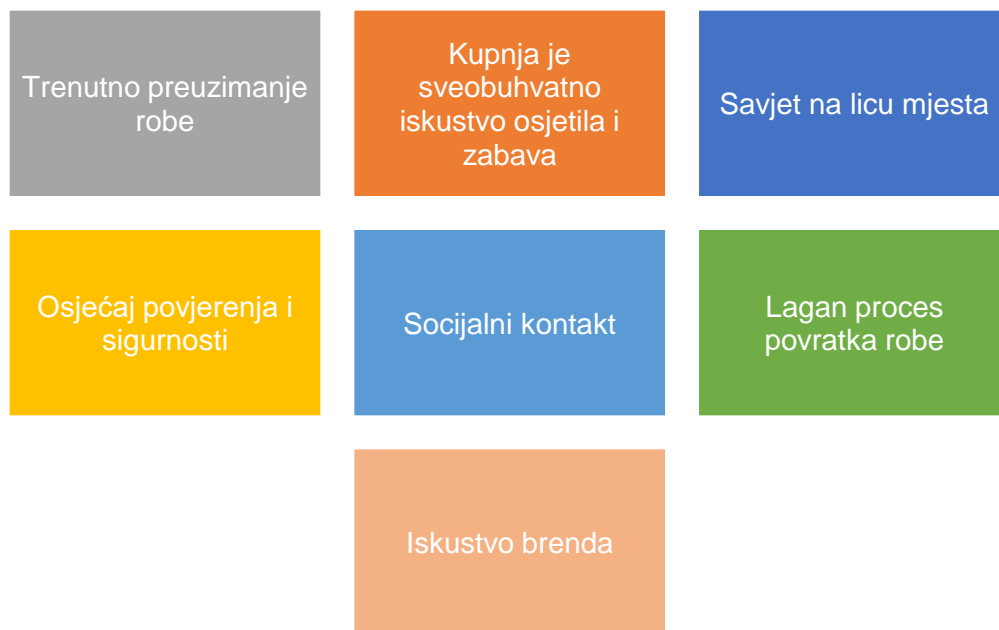 Trenutno preuzimanje
robe
Kupnja je
sveobuhvatno
iskustvo osjetila i
zabava
Savjet na licu mjesta
Osjećaj povjerenja i
sigurnosti
Socijalni kontakt
Lagan proces
povratka robe
Iskustvo brenda